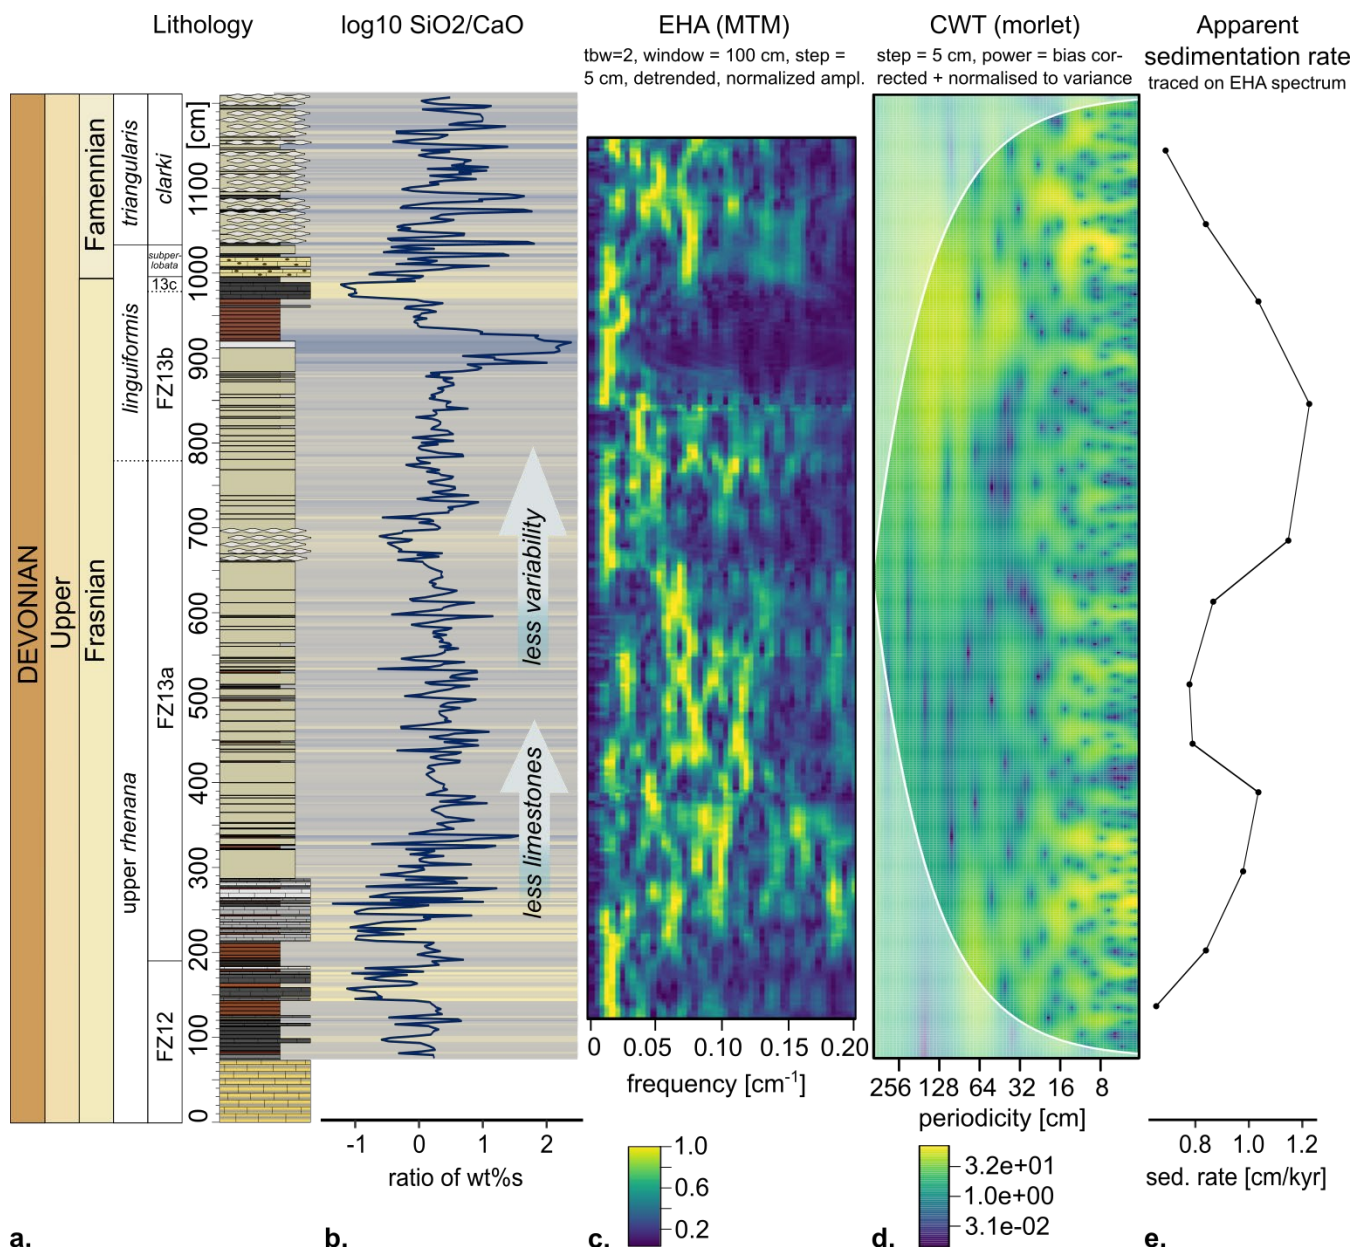 Lithology
log10 SiO2/CaO
EHA (MTM)
tbw=2, window = 100 cm, step =
5 cm, detrended, normalized ampl.
CWT (morlet)
step = 5 cm, power = bias cor-
rected + normalised to variance
Apparent
sedimentation rate
traced on EHA spectrum
DEVONIAN
Upper
Famennian
Frasnian
triangularis
linguiformis
upper rhenana
clarki
subper-
lobata
13c
FZ13b
FZ13a
FZ12
[cm]
1100
1000
900
800
700
600
500
400
300
200
100
0
less variability
less limestones
-1 0 1 2
ratio of wt%s
0 0.05 0.10 0.15 0.20
frequency [cm-1]
1.0
0.6
0.2
256 128 64 32 16 8
periodicity [cm]
3.2e+01
1.0e+00
3.1e-02
0.8 1.0 1.2
sed. rate [cm/kyr]
a. b. c. d. e.